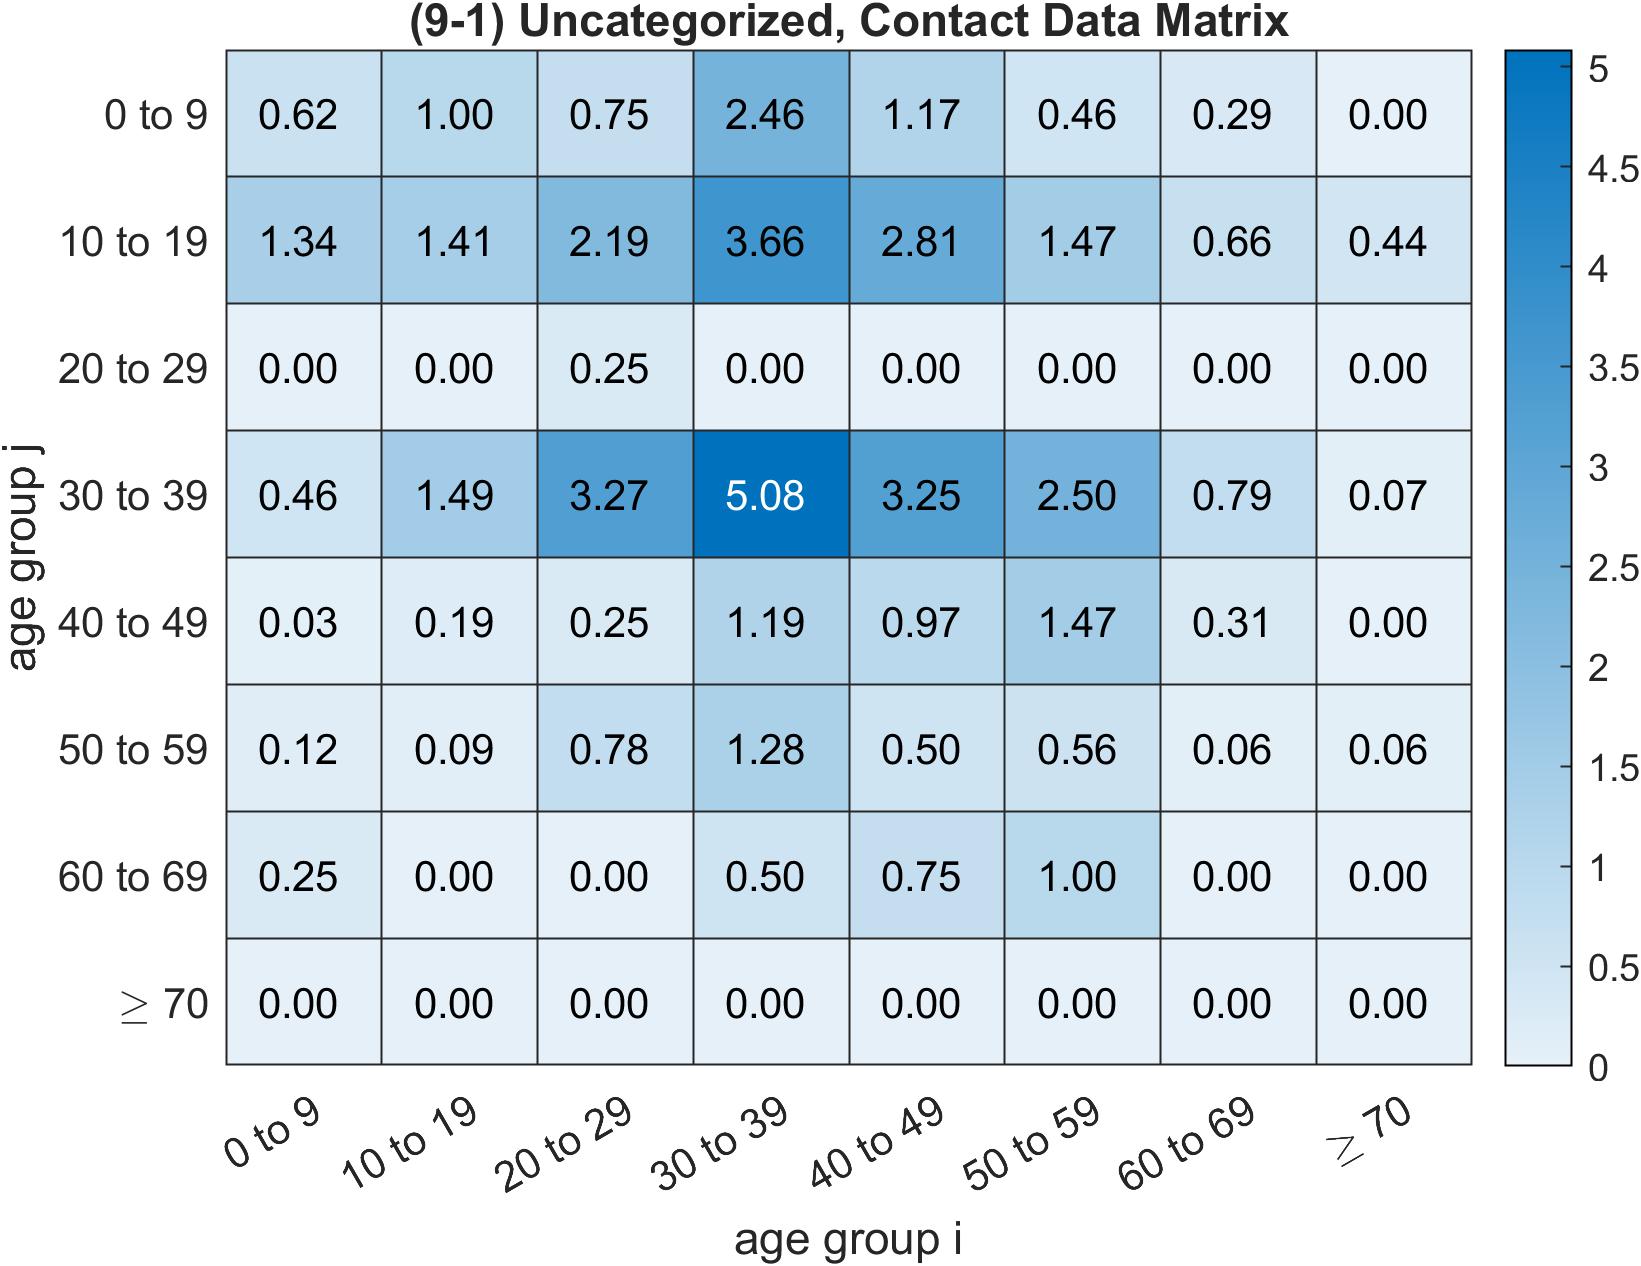 (9-1) Uncategorized, Contact Data Matrix
0 to 9 0.62 1.00 0.75 2.46 1.17 0.46 0.29 0.00
10 to 19 1.34 1.41 2.19 3.66 2.81 1.47 0.66 0.44
20 to 29 0.00 0.00 0.25 0.00 0.00 0.00 0.00 0.00
30 to 39 0.46 1.49 3.27 5.08 3.25 2.50 0.79 0.07
40 to 49 0.03 0.19 0.25 1.19 0.97 1.47 0.31 0.00
50 to 59 0.12 0.09 0.78 1.28 0.50 0.56 0.06 0.06
60 to 69 0.25 0.00 0.00 0.50 0.75 1.00 0.00 0.00
≥ 70 0.00 0.00 0.00 0.00 0.00 0.00 0.00 0.00
age group j
0 to 9 10 to 19 20 to 29 30 to 39 40 to 49 50 to 59 60 to 69 ≥ 70
age group i
5
4.5
4
3.5
3
2.5
2
1.5
1
0.5
0